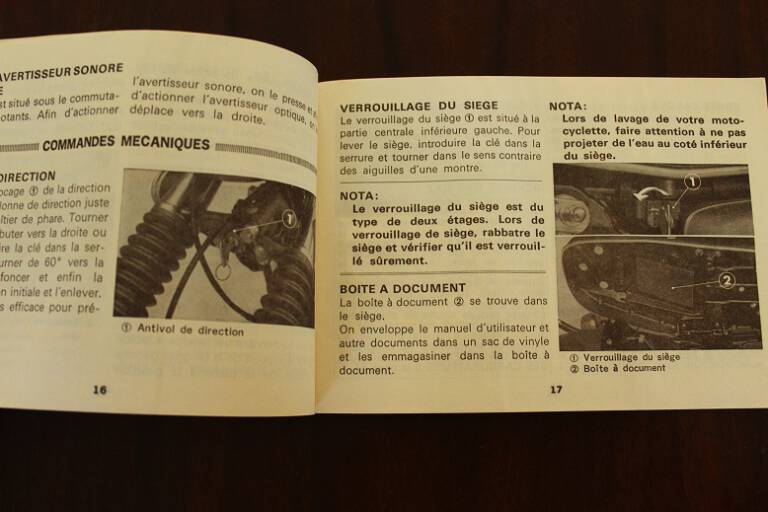 AVERTISSEUR SONORE
E
st situé sous le commuta-
otants. Afin d'actionner
l'avertisseur sonore, on le presse et
d'actionner l'avertisseur optique, on
déplace vers la droite.
COMMANDES MECANIQUES
DIRECTION
ocage ① de la direction
lonne de direction juste
îtier de phare. Tourner
buter vers la droite ou
ire la clé dans la ser-
urner de 60° vers la
foncer et enfin la
n initiale et l'enlever.
s efficace pour pré-
①
① Antivol de direction
16
VERROUILLAGE DU SIEGE
Le verrouillage du siège ① est situé à la
partie centrale inférieure gauche. Pour
lever le siège, introduire la clé dans la
serrure et tourner dans le sens contraire
des aiguilles d'une montre.
NOTA:
Le verrouillage du siège est du
type de deux étages. Lors de
verrouillage de siège, rabbatre le
siège et vérifier qu'il est verrouil-
lé sûrement.
BOITE A DOCUMENT
La boîte à document ② se trouve dans
le siège.
On enveloppe le manuel d'utilisateur et
autre documents dans un sac de vinyle
et les emmagasiner dans la boîte à
document.
NOTA:
Lors de lavage de votre moto-
cyclette, faire attention à ne pas
projeter de l'eau au coté inférieur
du siège.
①
②
① Verrouillage du siège
② Boîte à document
17